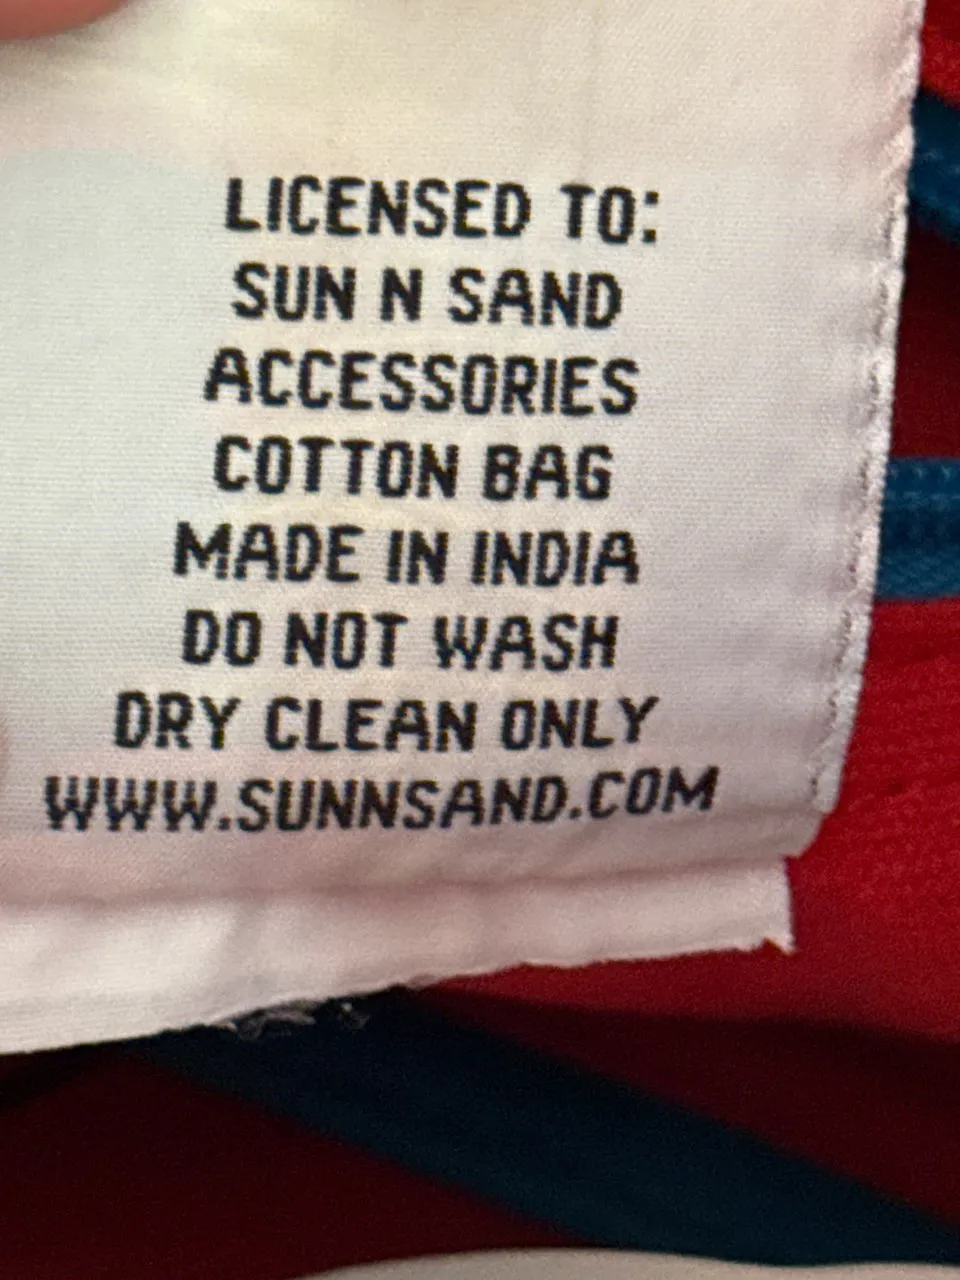 LICENSED TO:
SUN N SAND
ACCESSORIES
COTTON BAG
MADE IN INDIA
DO NOT WASH
DRY CLEAN ONLY
WWW.SUNNSAND.COM